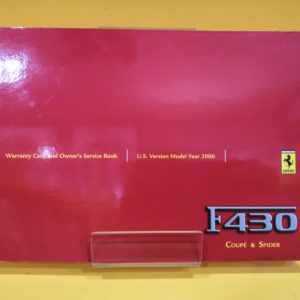 Warranty Card and Owner's Service Book | U.S. Version Model Year 2006
F430
COUPÉ & SPIDER